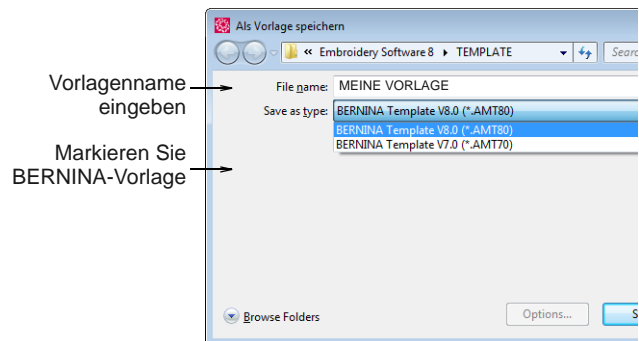 Als Vorlage speichern
« Embroidery Software 8 ▸ TEMPLATE
Vorlagenname
eingeben
File name: MEINE VORLAGE
Save as type: BERNINA Template V8.0 (*.AMT80)
BERNINA Template V8.0 (*.AMT80)
BERNINA Template V7.0 (*.AMT70)
Markieren Sie
BERNINA-Vorlage
Browse Folders
Options...